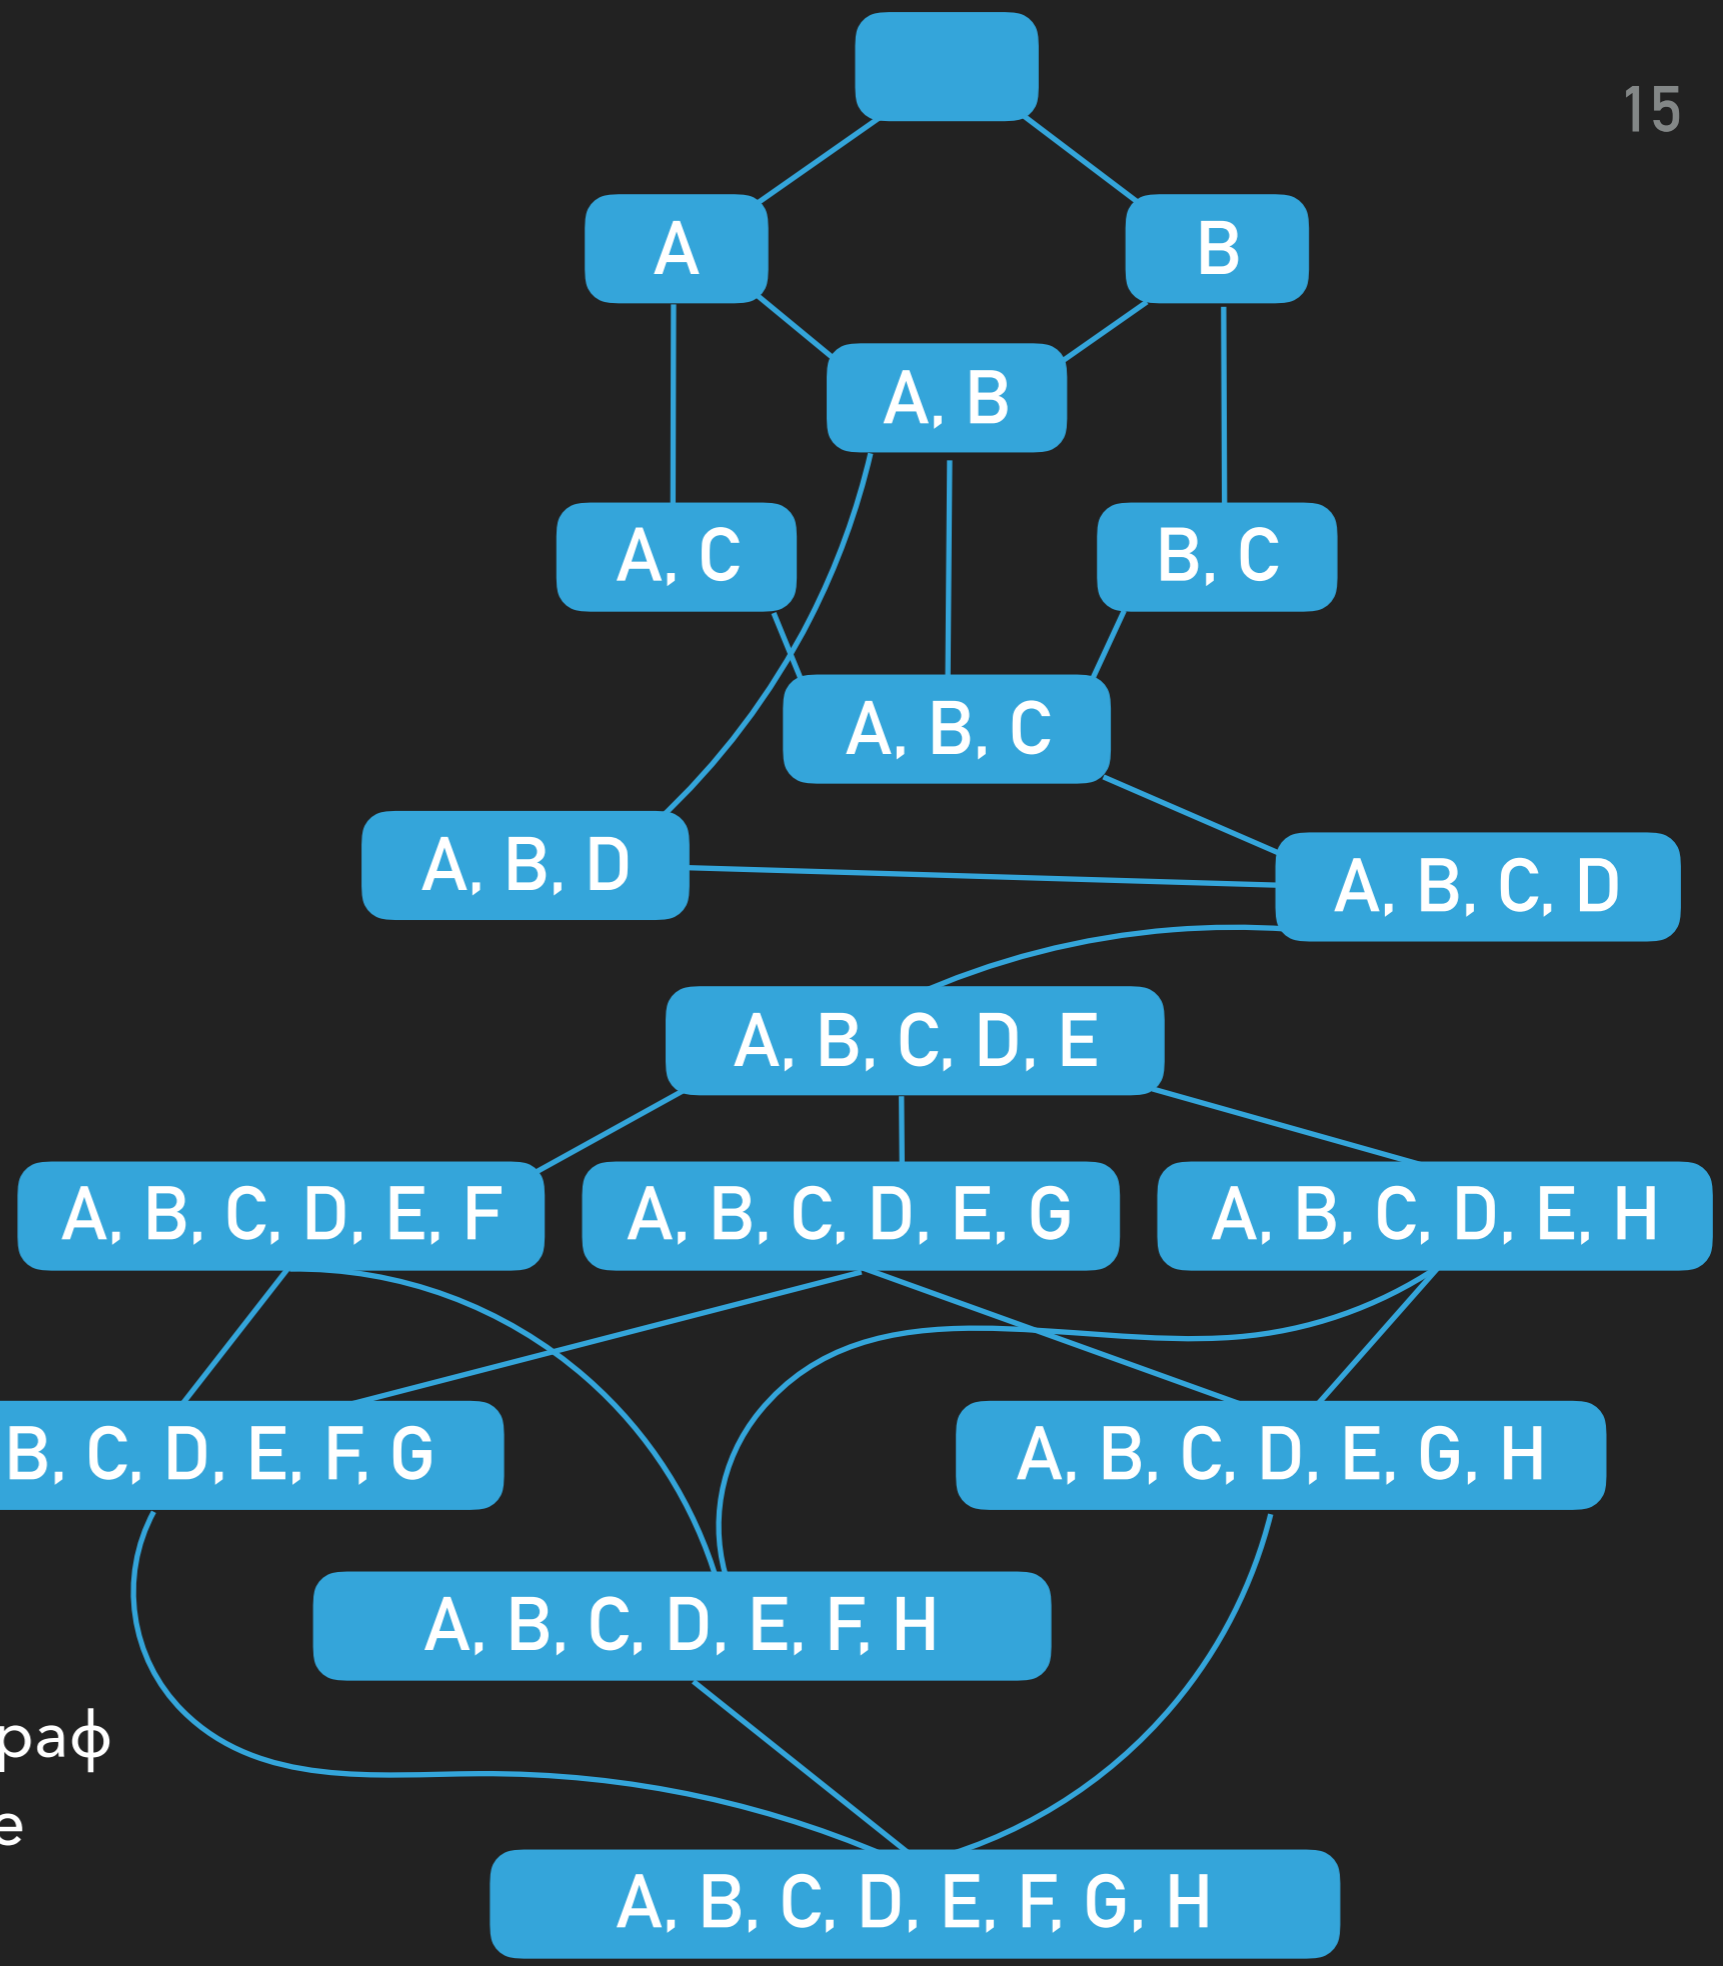 15
A
B
A, B
A, C
B, C
A, B, C
A, B, D
A, B, C, D
A, B, C, D, E
A, B, C, D, E, F
A, B, C, D, E, G
A, B, C, D, E, H
B, C, D, E, F, G
A, B, C, D, E, G, H
A, B, C, D, E, F, H
раф
е
A, B, C, D, E, F, G, H